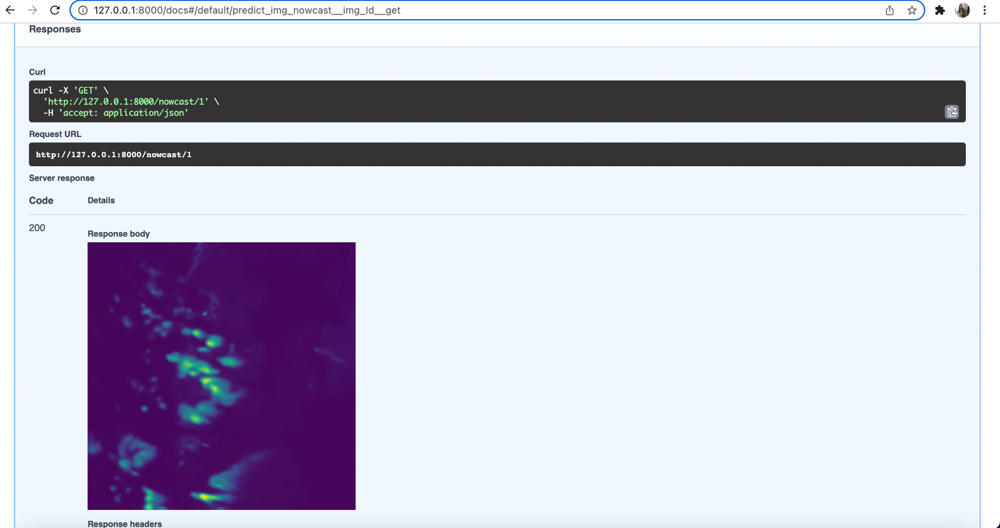 127.0.0.1:8000/docs#/default/predict_img_nowcast__img_Id__get
Responses
Curl
curl -X 'GET' \
'http://127.0.0.1:8000/nowcast/1' \
-H 'accept: application/json'
Request URL
http://127.0.0.1:8000/nowcast/1
Server response
Code Details
200
Response body
Response headers